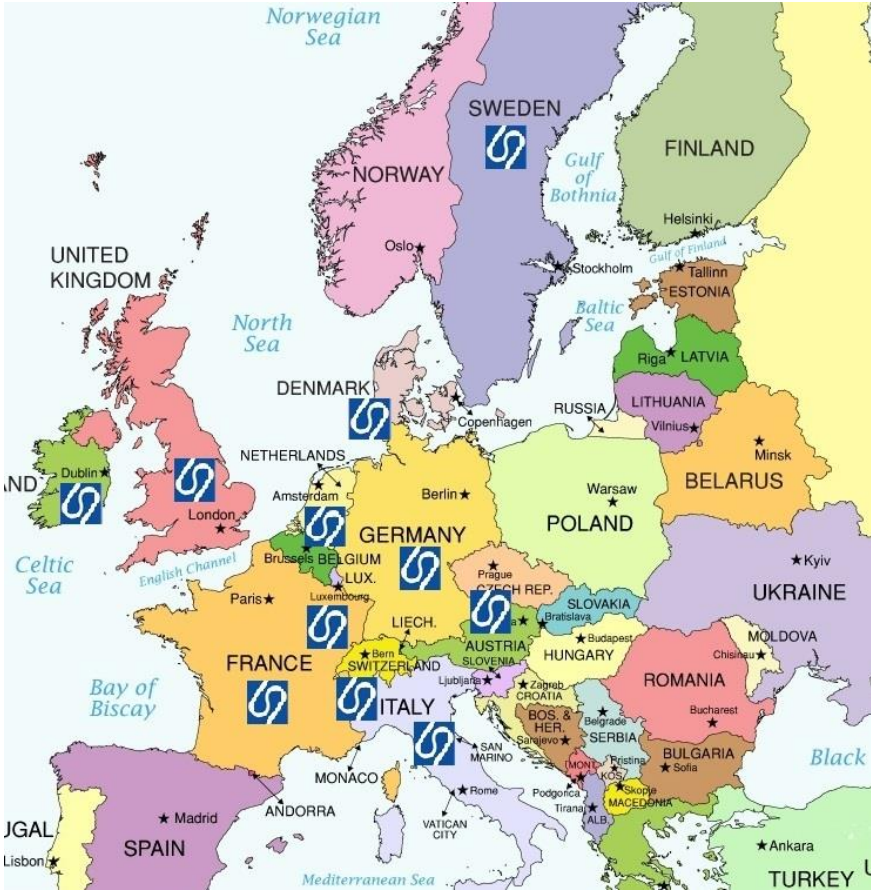 Norwegian
Sea
SWEDEN
FINLAND
NORWAY
Gulf
of
Bothnia
Helsinki
Gulf of Finland
Oslo
Stockholm
Tallinn
ESTONIA
UNITED
KINGDOM
North
Sea
Baltic
Sea
Riga
LATVIA
DENMARK
Copenhagen
RUSSIA
LITHUANIA
Vilnius
Minsk
BELARUS
NETHERLANDS
AND
Dublin
Amsterdam
Berlin
Warsaw
POLAND
London
GERMANY
Celtic
Sea
English Channel
Brussels
BELGIUM
LUX.
Luxembourg
Prague
CZECH REP.
Kyiv
UKRAINE
Paris
SLOVAKIA
Bratislava
a
LIECH.
AUSTRIA
Budapest
HUNGARY
MOLDOVA
Chisinau
Bern
SWITZERLAND
SLOVENIA
Ljubljana
FRANCE
ROMANIA
Bay of
Biscay
ITALY
Zagreb
CROATIA
BOS. &
HER.
Sarajevo
Belgrade
SERBIA
Bucharest
SAN
MARINO
BULGARIA
Sofia
Black
MONACO
MONT.
Pristina
KOS.
Podgorica
Skopje
MACEDONIA
Tirana
ALB.
ANDORRA
Rome
VATICAN
CITY
Madrid
SPAIN
UGAL
Lisbon
Ankara
TURKEY
Mediterranean Sea